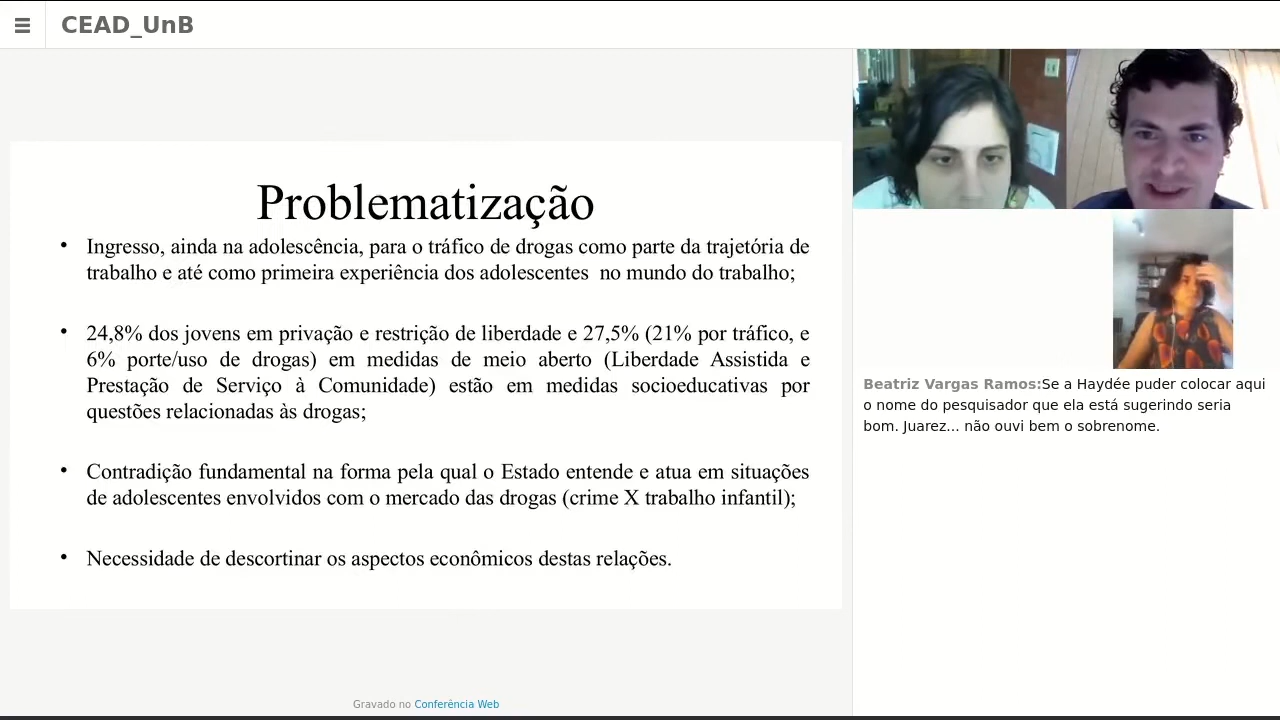 CEAD_UnB
Problematização
• Ingresso, ainda na adolescência, para o tráfico de drogas como parte da trajetória de
trabalho e até como primeira experiência dos adolescentes no mundo do trabalho;
• 24,8% dos jovens em privação e restrição de liberdade e 27,5% (21% por tráfico, e
6% porte/uso de drogas) em medidas de meio aberto (Liberdade Assistida e
Prestação de Serviço à Comunidade) estão em medidas socioeducativas por
questões relacionadas às drogas;
• Contradição fundamental na forma pela qual o Estado entende e atua em situações
de adolescentes envolvidos com o mercado das drogas (crime X trabalho infantil);
• Necessidade de descortinar os aspectos econômicos destas relações.
Beatriz Vargas Ramos:Se a Haydée puder colocar aqui
o nome do pesquisador que ela está sugerindo seria
bom. Juarez... não ouvi bem o sobrenome.
Gravado no Conferência Web